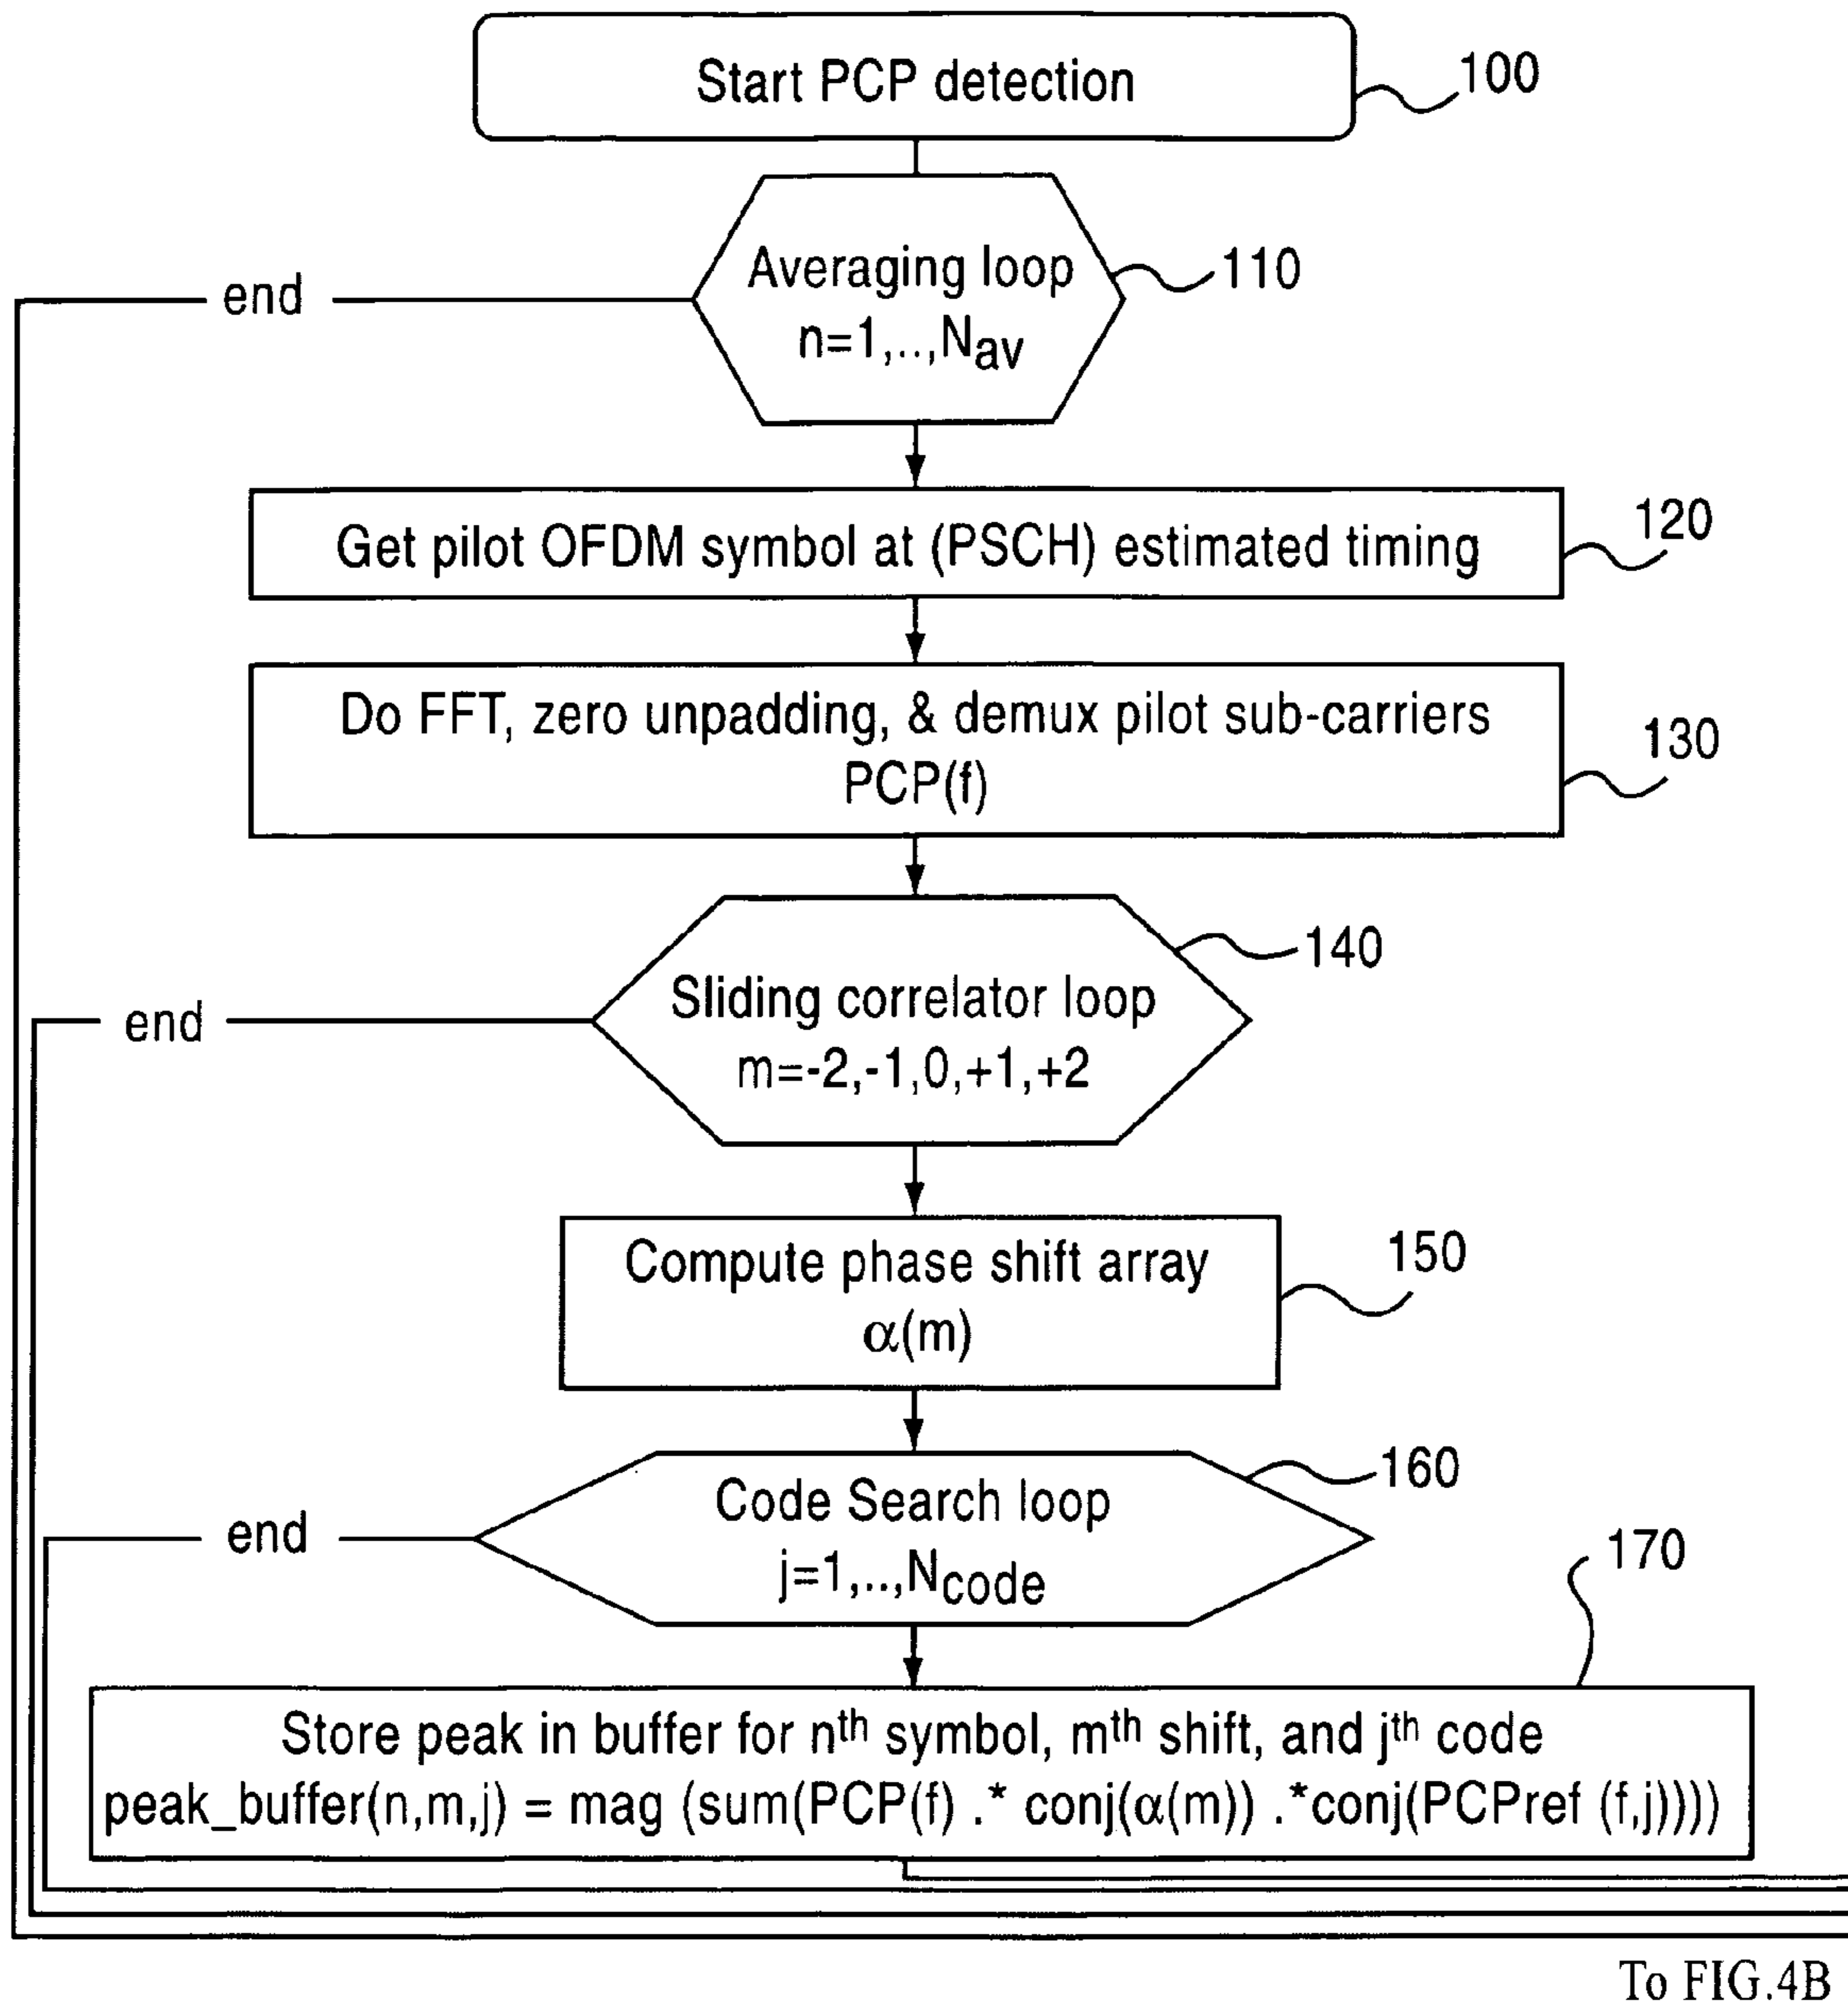 Start PCP detection
100
Averaging loop
n=1,..,Nav
110
end
Get pilot OFDM symbol at (PSCH) estimated timing
120
Do FFT, zero unpadding, & demux pilot sub-carriers
PCP(f)
130
Sliding correlator loop
m=-2,-1,0,+1,+2
140
end
Compute phase shift array
α(m)
150
Code Search loop
j=1,..,Ncode
160
end
170
Store peak in buffer for nth symbol, mth shift, and jth code
peak_buffer(n,m,j) = mag (sum(PCP(f) .* conj(α(m)) .*conj(PCPref (f,j))))
To FIG.4B